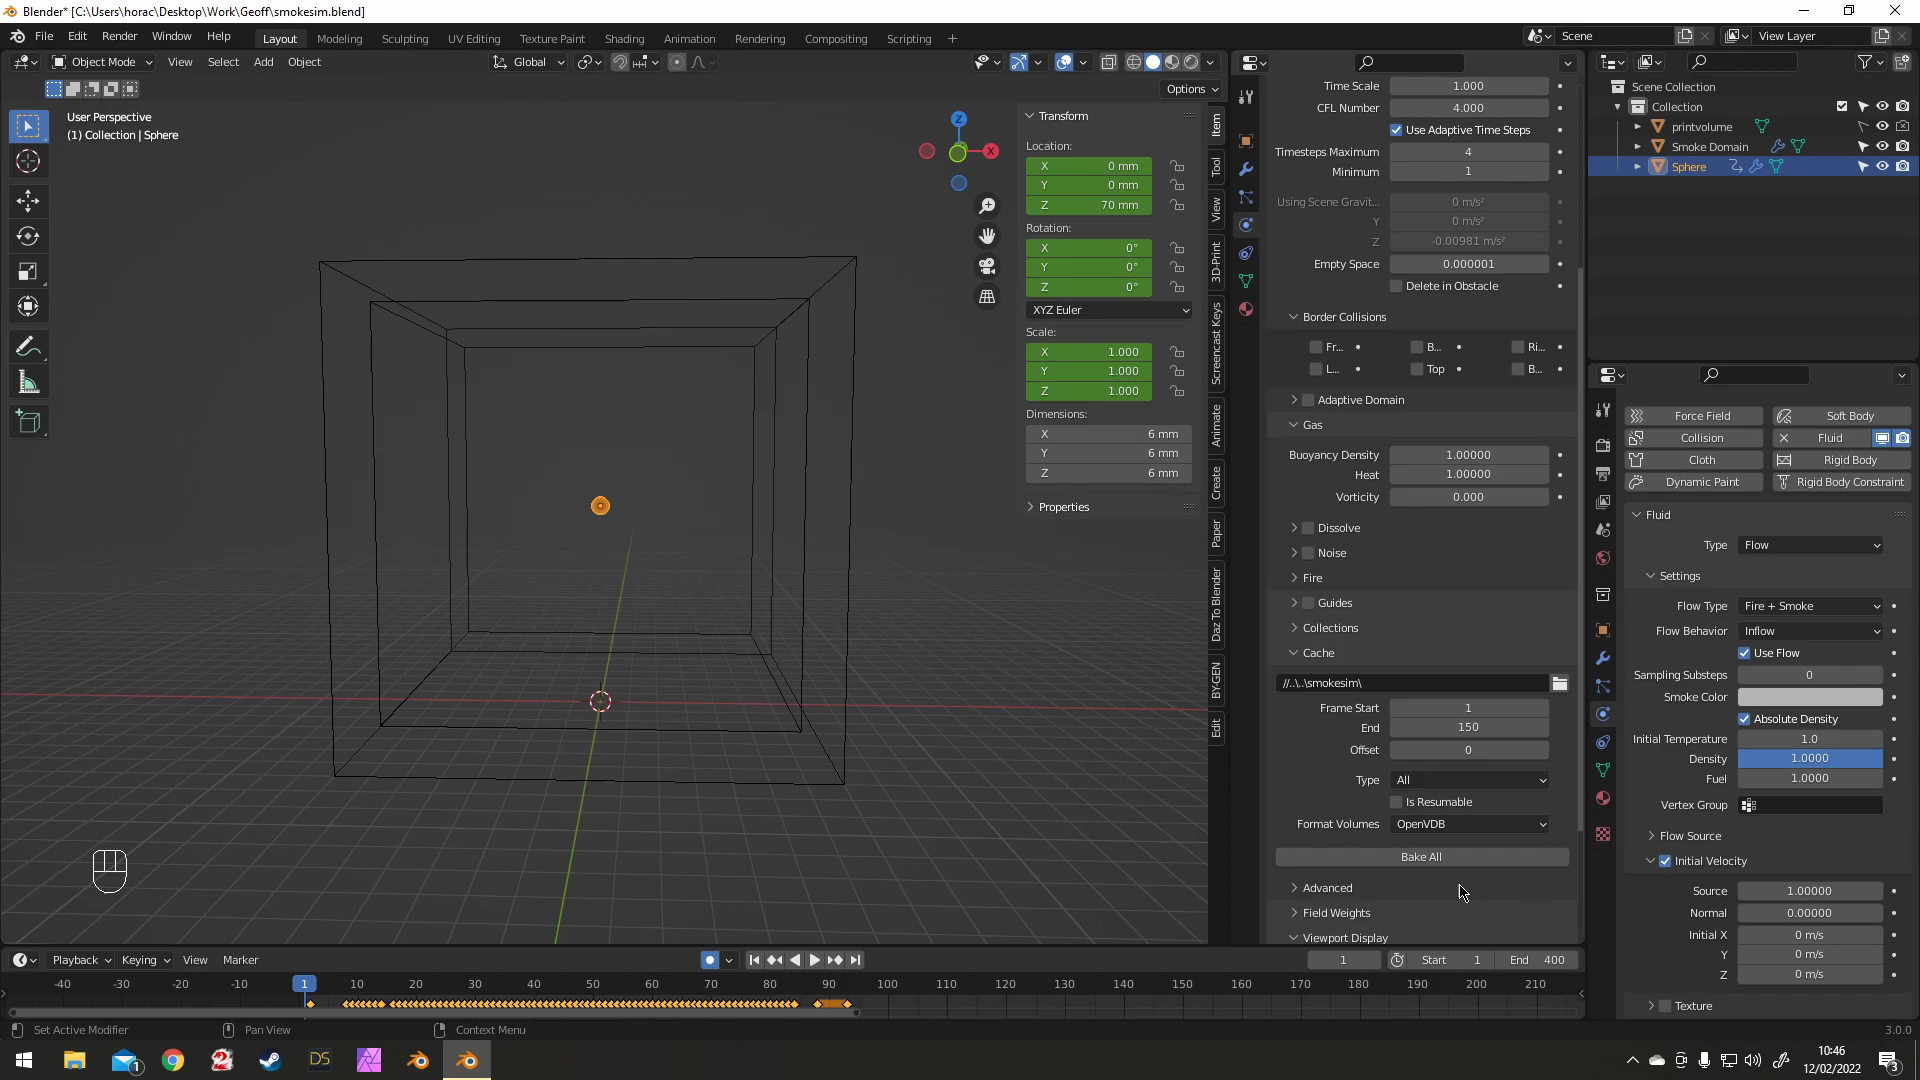 Blender* [C:\Users\horac\Desktop\Work\Geoff\smokesim.blend]
File Edit Render Window Help Layout Modeling Sculpting UV Editing Texture Paint Shading Animation Rendering Compositing Scripting + Scene View Layer
Object Mode View Select Add Object Global
Options
User Perspective
(1) Collection | Sphere
Z
X
Transform
Location:
X 0 mm
Y 0 mm
Z 70 mm
Rotation:
X 0°
Y 0°
Z 0°
XYZ Euler
Scale:
X 1.000
Y 1.000
Z 1.000
Dimensions:
X 6 mm
Y 6 mm
Z 6 mm
Properties
Item
Tool
View
3D-Print
Screencast Keys
Animate
Create
Paper
Daz To Blender
BY-GEN
Edit
Time Scale 1.000
CFL Number 4.000
Use Adaptive Time Steps
Timesteps Maximum 4
Minimum 1
Using Scene Gravit... 0 m/s²
Y 0 m/s²
Z -0.00981 m/s²
Empty Space 0.000001
Delete in Obstacle
Border Collisions
Fr... B... Ri...
L... Top B...
Adaptive Domain
Gas
Buoyancy Density 1.00000
Heat 1.00000
Vorticity 0.000
Dissolve
Noise
Fire
Guides
Collections
Cache
//..\..\smokesim\
Frame Start 1
End 150
Offset 0
Type All
Is Resumable
Format Volumes OpenVDB
Bake All
Advanced
Field Weights
Viewport Display
Scene Collection
Collection
printvolume
Smoke Domain
Sphere
Force Field Soft Body
Collision Fluid
Cloth Rigid Body
Dynamic Paint Rigid Body Constraint
Fluid
Type Flow
Settings
Flow Type Fire + Smoke
Flow Behavior Inflow
Use Flow
Sampling Substeps 0
Smoke Color
Absolute Density
Initial Temperature 1.0
Density 1.0000
Fuel 1.0000
Vertex Group
Flow Source
Initial Velocity
Source 1.00000
Normal 0.00000
Initial X 0 m/s
Y 0 m/s
Z 0 m/s
Texture
Playback Keying View Marker 1 Start 1 End 400
-40 -30 -20 -10 1 10 20 30 40 50 60 70 80 90 100 110 120 130 140 150 160 170 180 190 200 210
Set Active Modifier Pan View Context Menu 3.0.0
1 2 DS 10:46
12/02/2022 3